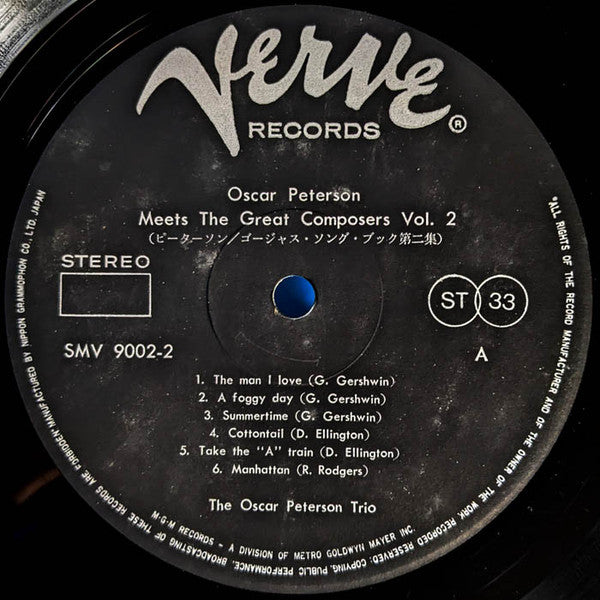 Verve
RECORDS ®
Oscar Peterson
Meets The Great Composers Vol. 2
(ピーターソン/ゴージャス・ソング・ブック第二集)
STEREO
ST 33
SMV 9002-2
A
1. The man I love (G. Gershwin)
2. A foggy day (G. Gershwin)
3. Summertime (G. Gershwin)
4. Cottontail (D. Ellington)
5. Take the "A" train (D. Ellington)
6. Manhattan (R. Rodgers)
The Oscar Peterson Trio
M-G-M RECORDS - A DIVISION OF METRO GOLDWYN MAYER INC.
"ALL RIGHTS OF THE RECORD MANUFACTURER AND OF THE OWNER OF THE WORK RESERVED. COPYING, PUBLIC PERFORMANCE, BROADCASTING OF THESE RECORDS ARE FORBIDDEN" MANUFACTURED BY NIPPON GRAMMOPHON CO., LTD. JAPAN